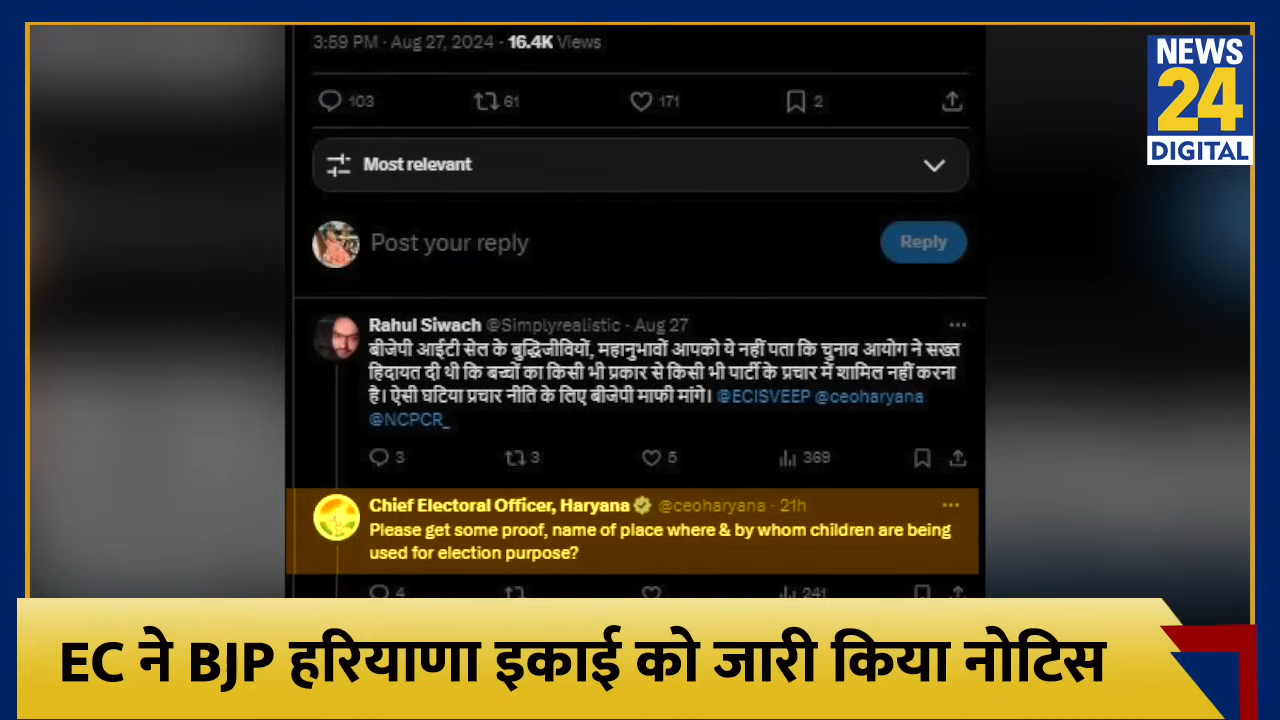 3:59 PM · Aug 27, 2024 · 16.4K Views
NEWS
24
DIGITAL
103 61 171 2
Most relevant
Post your reply
Reply
Rahul Siwach @Simplyrealistic · Aug 27
बीजेपी आईटी सेल के बुद्धिजीवियों, महानुभावों आपको ये नहीं पता कि चुनाव आयोग ने सख्त
हिदायत दी थी कि बच्चों का किसी भी प्रकार से किसी भी पार्टी के प्रचार में शामिल नहीं करना
है। ऐसी घटिया प्रचार नीति के लिए बीजेपी माफी मांगे। @ECISVEEP @ceoharyana
@NCPCR_
3 3 5 369
Chief Electoral Officer, Haryana @ceoharyana · 21h
Please get some proof, name of place where & by whom children are being
used for election purpose?
4 241
EC ने BJP हरियाणा इकाई को जारी किया नोटिस